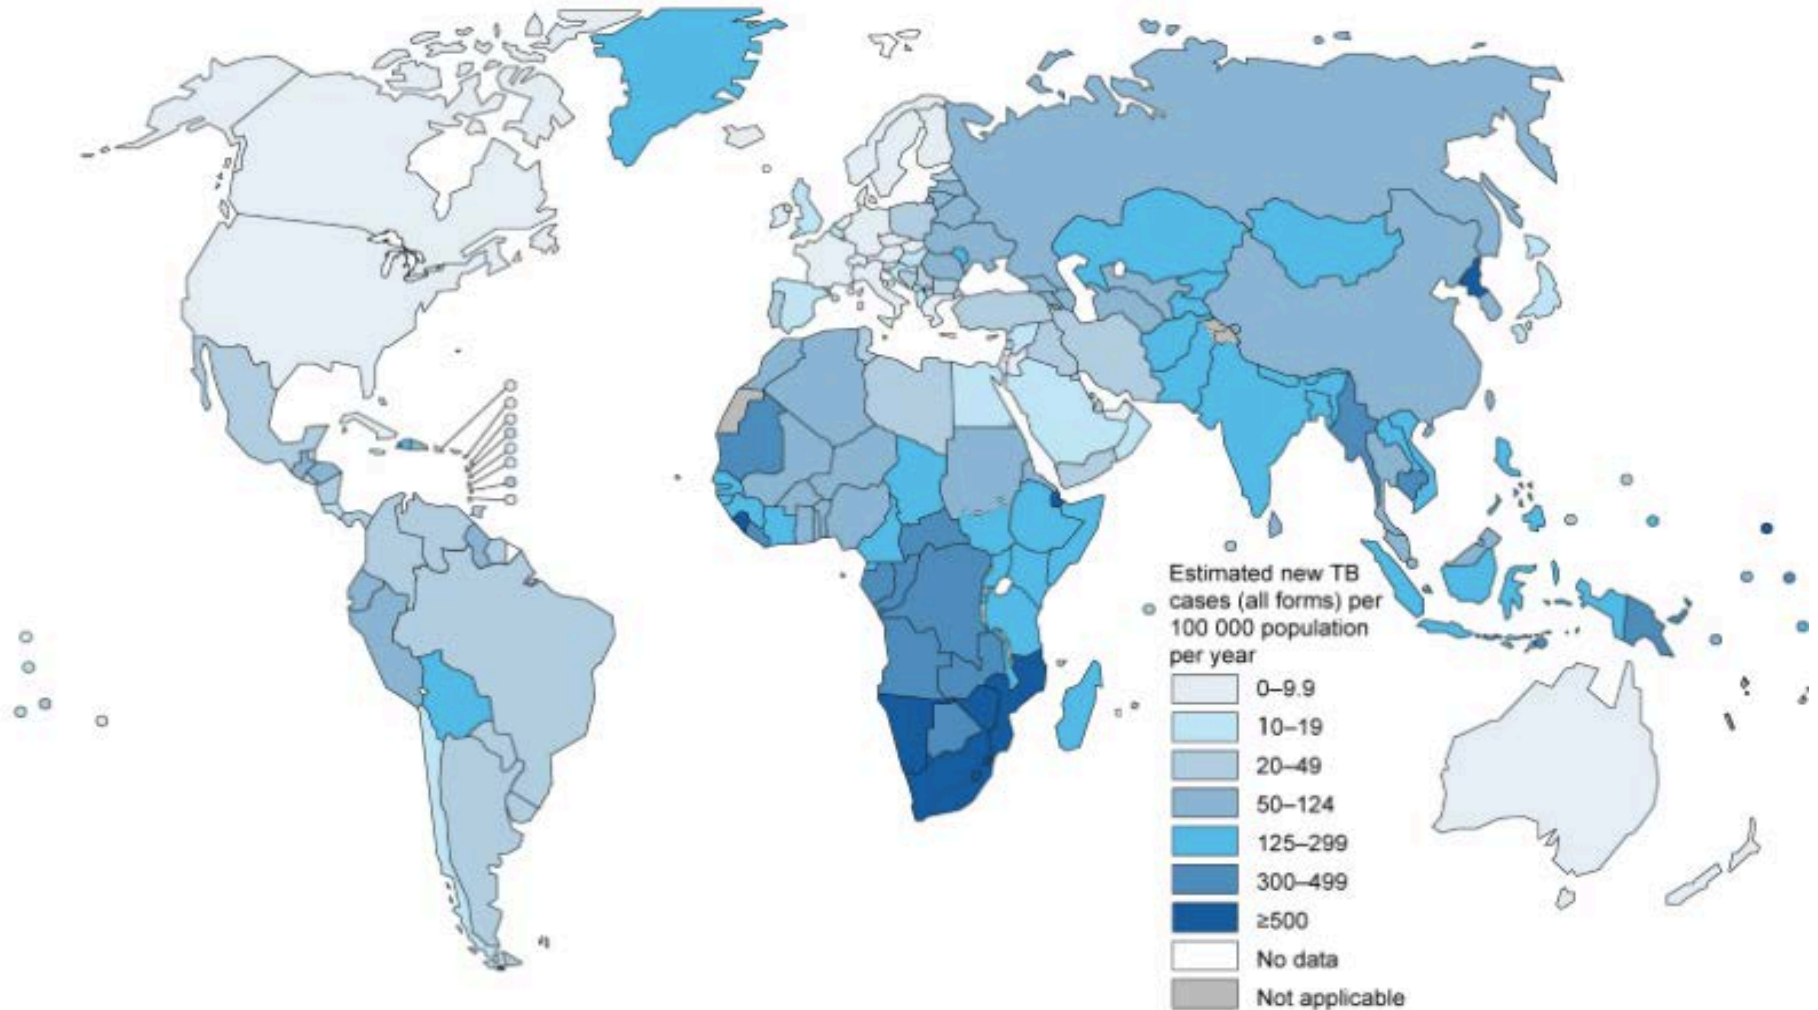 Estimated new TB
cases (all forms) per
100 000 population
per year
0–9.9
10–19
20–49
50–124
125–299
300–499
≥500
No data
Not applicable